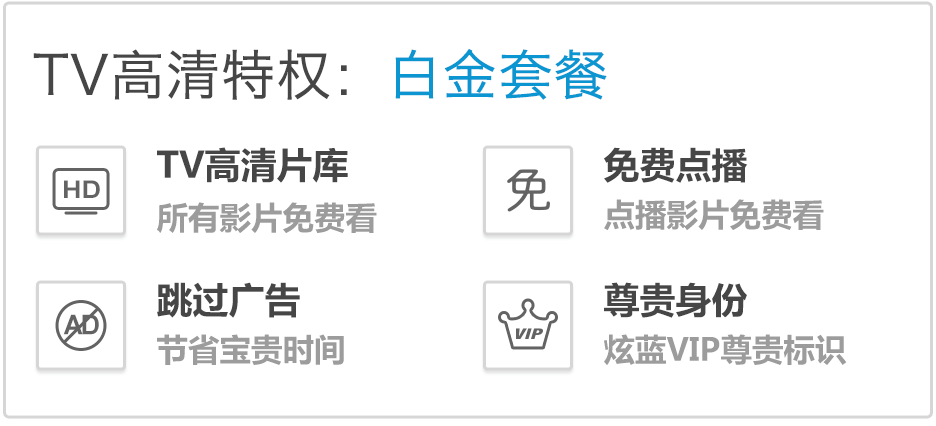 TV高清特权：白金套餐
HD
TV高清片库
所有影片免费看
免
免费点播
点播影片免费看
AD
跳过广告
节省宝贵时间
VIP
尊贵身份
炫蓝VIP尊贵标识